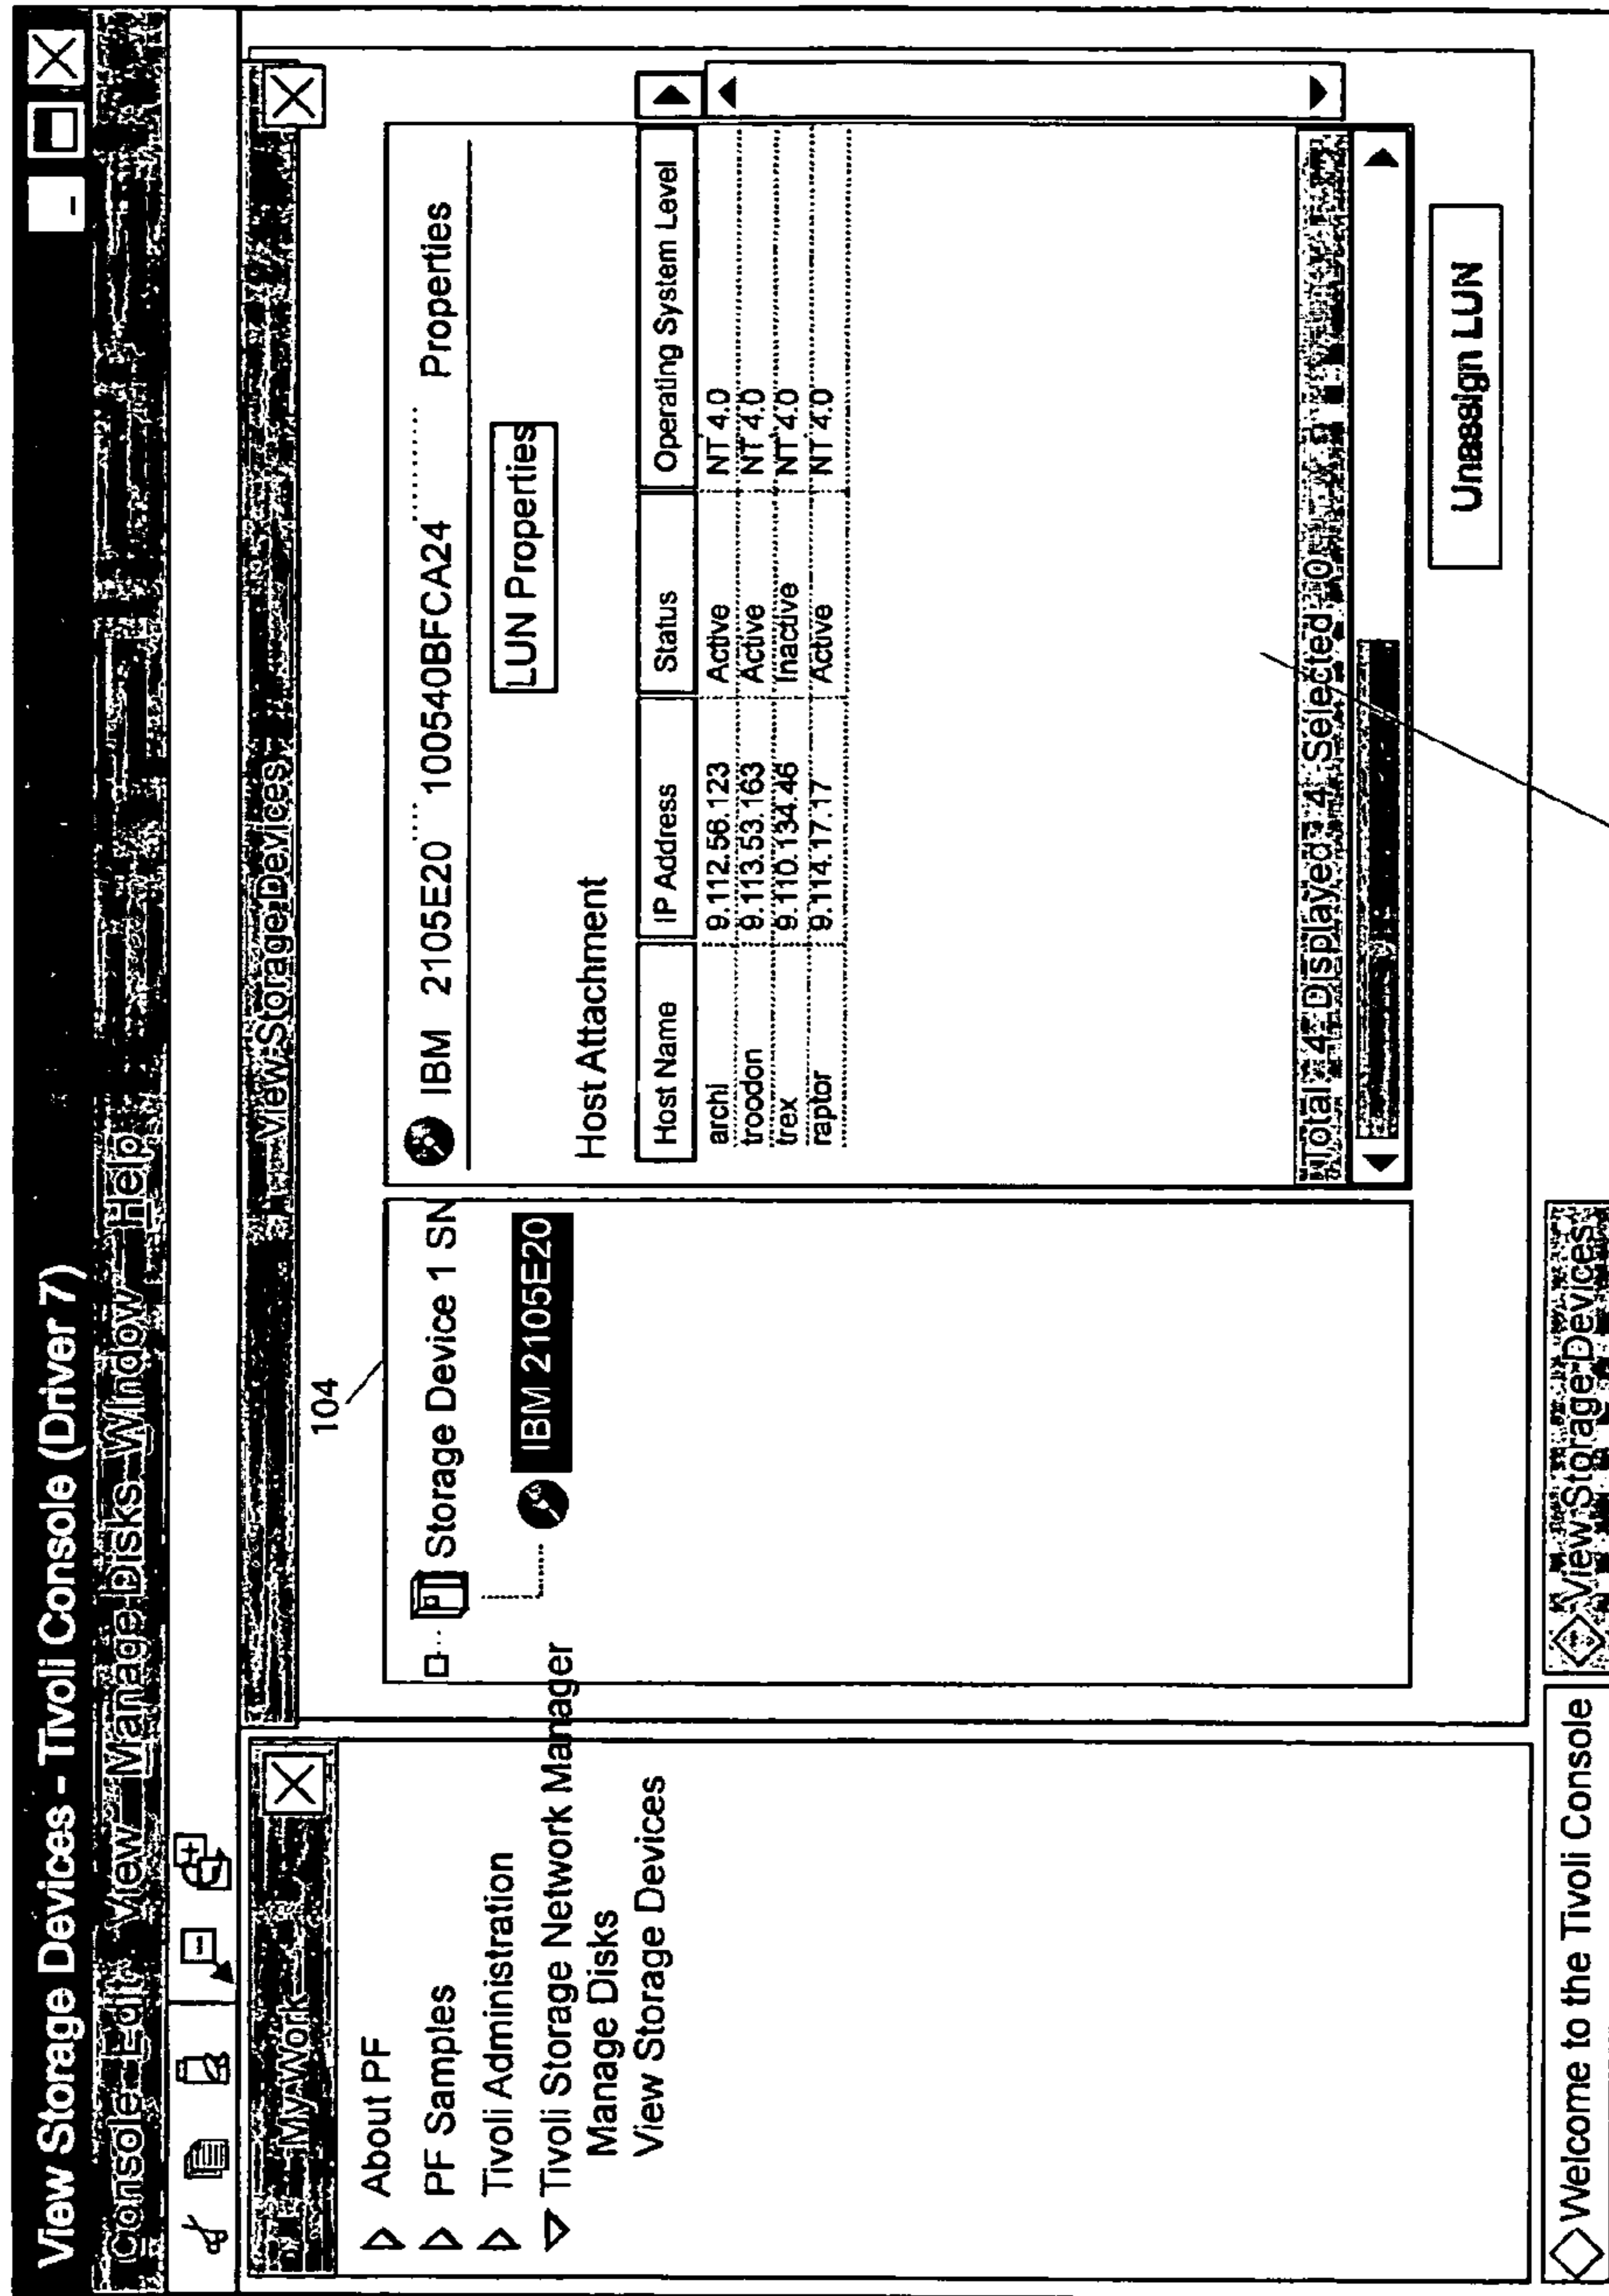 View Storage Devices - Tivoli Console (Driver 7)
Console Edit View Manage Disks Window Help
My Work
View Storage Devices
About PF
PF Samples
Tivoli Administration
Tivoli Storage Network Manager
Manage Disks
View Storage Devices
104
Storage Device 1 SN
IBM 2105E20
IBM 2105E20 100540BFCA24 Properties
LUN Properties
Host Attachment
Host Name IP Address Status Operating System Level
archi 9.112.56.123 Active NT 4.0
troodon 9.113.53.163 Active NT 4.0
trex 9.110.134.46 Inactive NT 4.0
raptor 9.114.17.17 Active NT 4.0
Total 4 Displayed 4 Selected 0
Unassign LUN
Welcome to the Tivoli Console
View Storage Devices